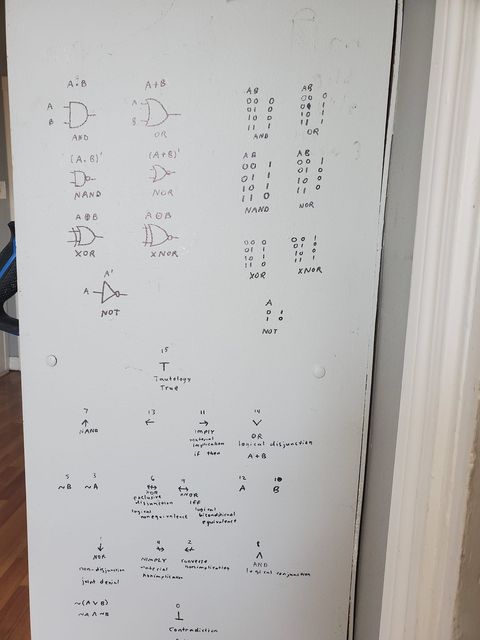 A·B A+B
A
B
AND
A
B
OR
AB
00 0
01 0
10 0
11 1
AND
AB
00 0
01 1
10 1
11 1
OR
(A·B)' (A+B)'
NAND NOR
AB
00 1
01 1
10 1
11 0
NAND
AB
00 1
01 0
10 0
11 0
NOR
A⊕B A⊙B
XOR XNOR
00 0
01 1
10 1
11 0
XOR
00 1
01 0
10 0
11 1
XNOR
A'
A
NOT
A
0 1
1 0
NOT
15
⊤
Tautology
True
7 13 11 14
↑ ← → ∨
NAND
IMPLY
material
implication
if then
OR
logical disjunction
A+B
5 3 6 9 12 10
~B ~A ↮ ↔ A B
XOR
exclusive
disjunction
logical
nonequivalence
XNOR
IFF
logical
biconditional
equivalence
1 4 2 8
↓ ↛ ↚ ∧
NOR
non-disjunction
joint denial
NIMPLY
material
nonimplication
converse
nonimplication
AND
logical conjunction
~(A∨B)
~A∧~B
0
⊥
Contradiction